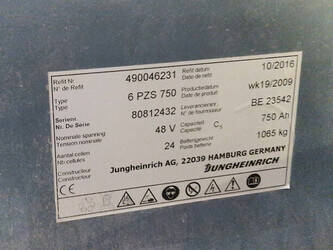 Refit Nr
N° de Refit
490046231
Refit datum
Date de refit
10/2016
Type
Type
6 PZS 750
Productiedatum
Date de production
wk19/2009
Serienr.
Nr. De Série
80812432
Leveranciersnr.
N° de fournisseur
BE 23542
Nominale spanning
Tension nominale
48 V
Capaciteit
Capacité
C5
750 Ah
Aantal cellen
Nb.cellules
24
Batterijgewicht
Poids batterie
1065 kg
Constructeur
Constructeur
Jungheinrich AG, 22039 HAMBURG GERMANY
JUNGHEINRICH